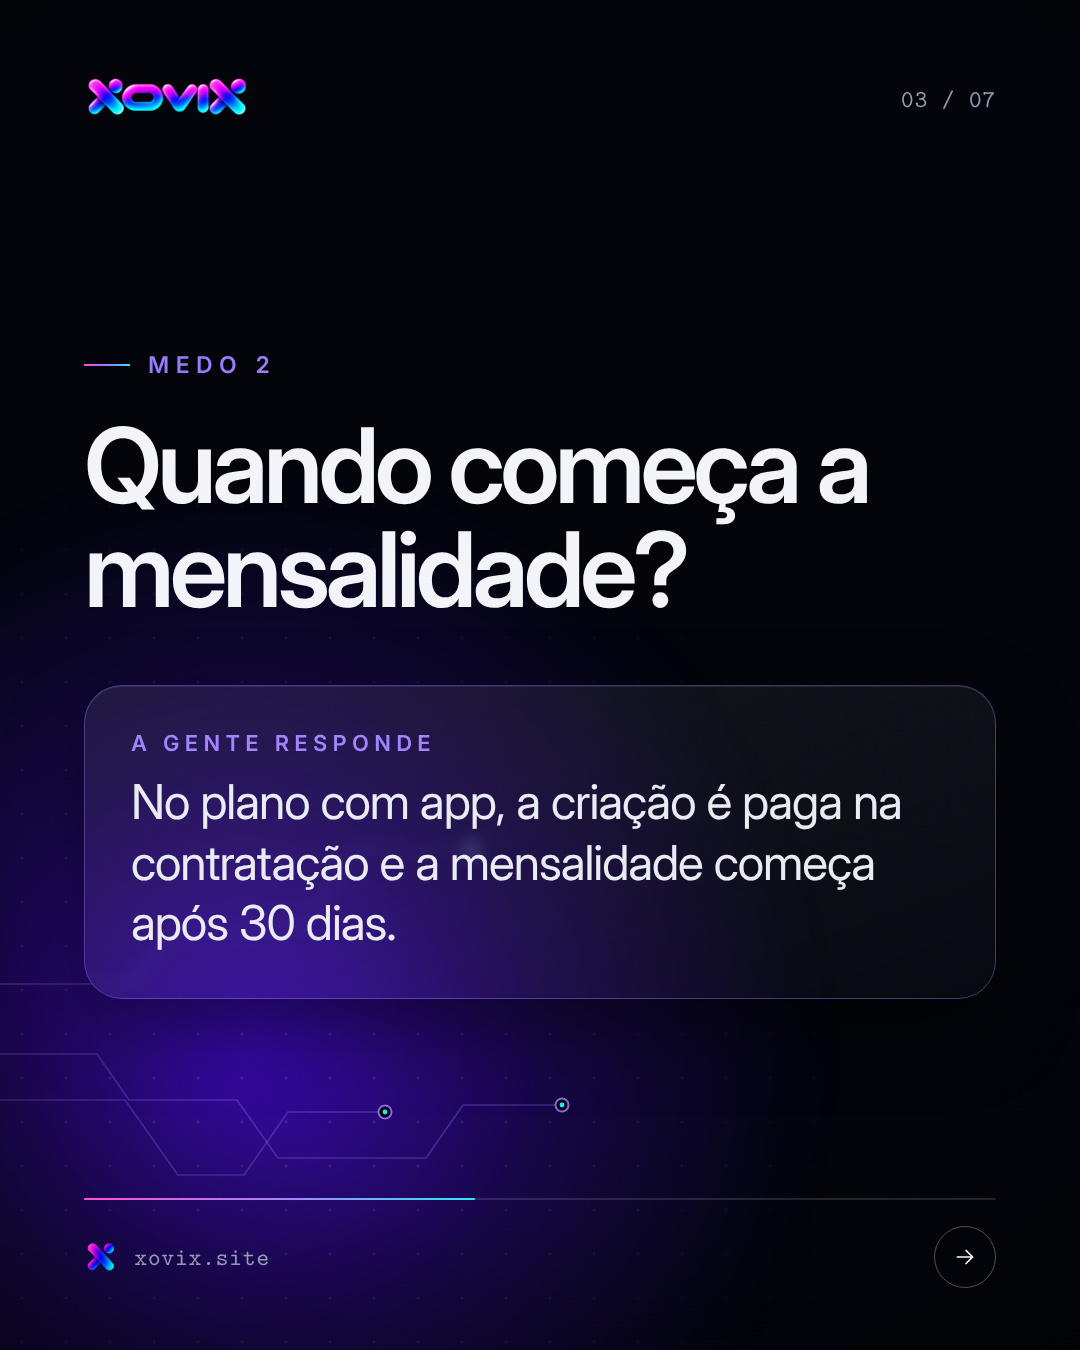 XOVIX
03 / 07
MEDO 2
Quando começa a
mensalidade?
A GENTE RESPONDE
No plano com app, a criação é paga na
contratação e a mensalidade começa
após 30 dias.
xovix.site